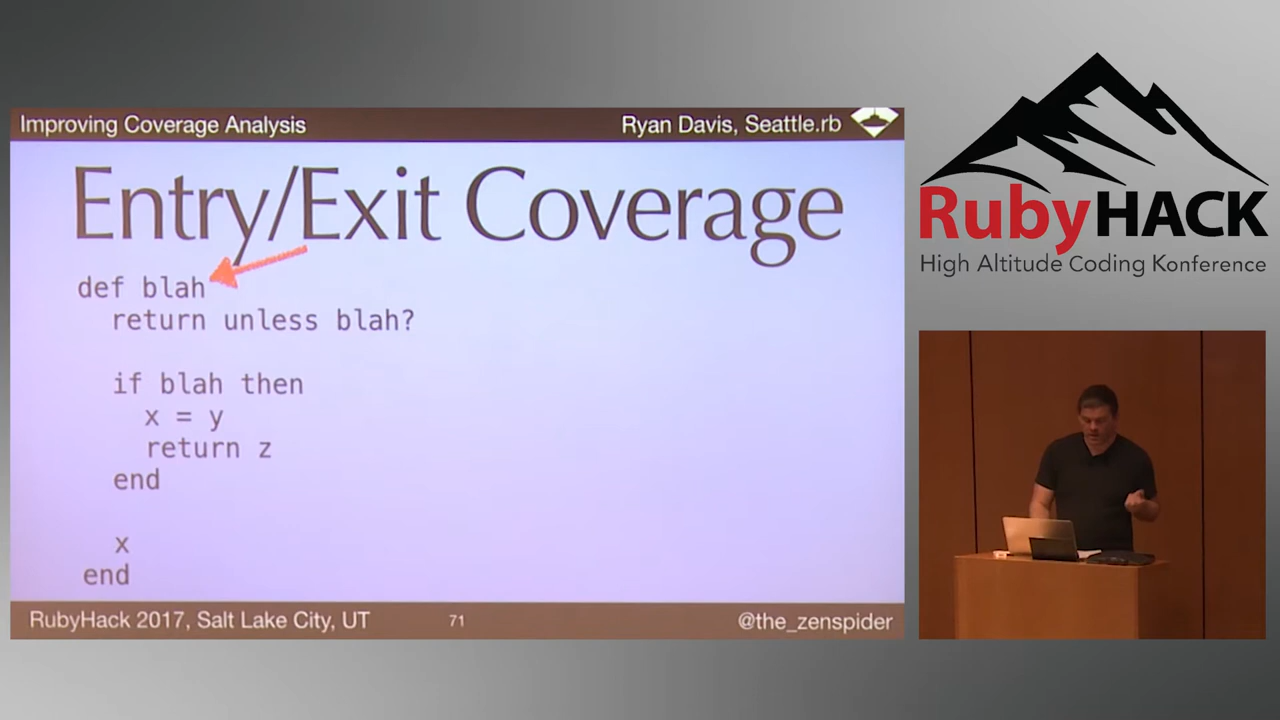 Improving Coverage Analysis
Ryan Davis, Seattle.rb
Entry/Exit Coverage
def blah
return unless blah?
if blah then
x = y
return z
end
x
end
RubyHack 2017, Salt Lake City, UT
71
@the_zenspider
RubyHACK
High Altitude Coding Konference